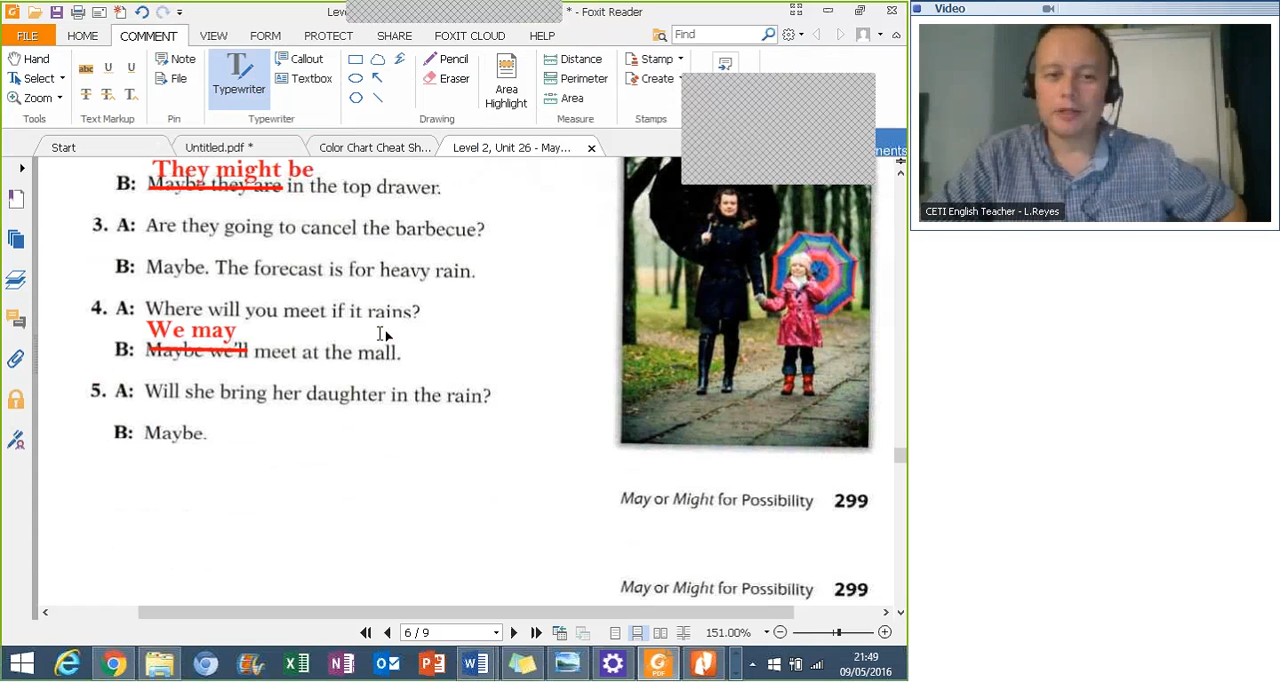 Leve
* - Foxit Reader
FILE HOME COMMENT VIEW FORM PROTECT SHARE FOXIT CLOUD HELP Find
Hand Note Callout Pencil Distance Stamp
Select File Typewriter Textbox Eraser Area Highlight Perimeter Create
Zoom Area
Tools Text Markup Pin Typewriter Drawing Measure Stamps
Start Untitled.pdf * Color Chart Cheat Sh... Level 2, Unit 26 - May...
They might be
B: Maybe they are in the top drawer.
3. A: Are they going to cancel the barbecue?
B: Maybe. The forecast is for heavy rain.
4. A: Where will you meet if it rains?
We may
B: Maybe we'll meet at the mall.
5. A: Will she bring her daughter in the rain?
B: Maybe.
May or Might for Possibility 299
May or Might for Possibility 299
6 / 9 151.00%
21:49
09/05/2016
Video
CETI English Teacher - L.Reyes